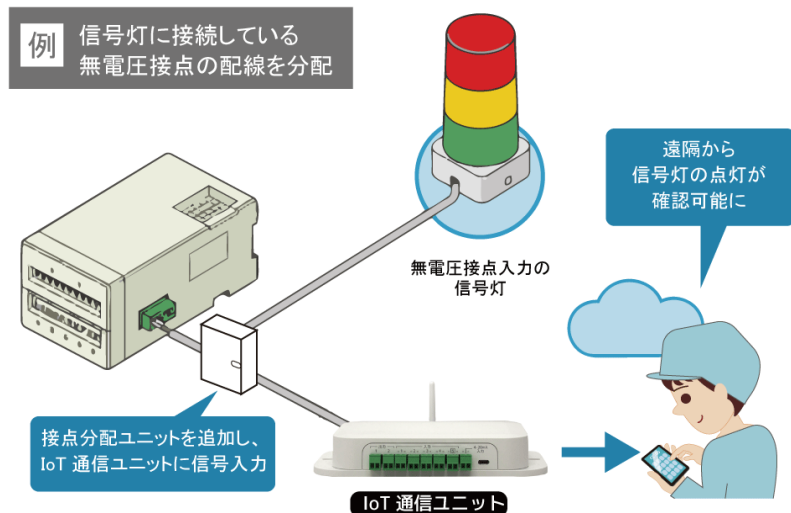 例
信号灯に接続している
無電圧接点の配線を分配
遠隔から
信号灯の点灯が
確認可能に
無電圧接点入力の
信号灯
接点分配ユニットを追加し、
IoT 通信ユニットに信号入力
IoT 通信ユニット